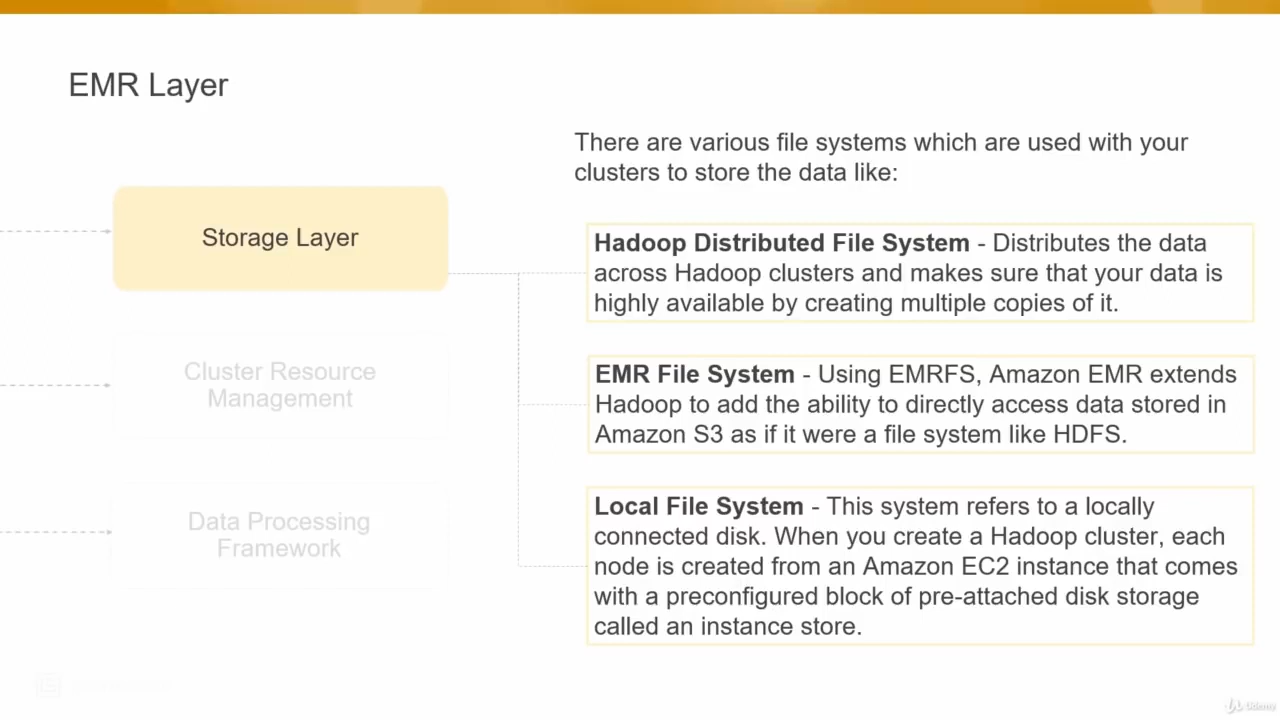 EMR Layer
There are various file systems which are used with your
clusters to store the data like:
Storage Layer
Hadoop Distributed File System - Distributes the data
across Hadoop clusters and makes sure that your data is
highly available by creating multiple copies of it.
Cluster Resource
Management
EMR File System - Using EMRFS, Amazon EMR extends
Hadoop to add the ability to directly access data stored in
Amazon S3 as if it were a file system like HDFS.
Data Processing
Framework
Local File System - This system refers to a locally
connected disk. When you create a Hadoop cluster, each
node is created from an Amazon EC2 instance that comes
with a preconfigured block of pre-attached disk storage
called an instance store.
Udemy